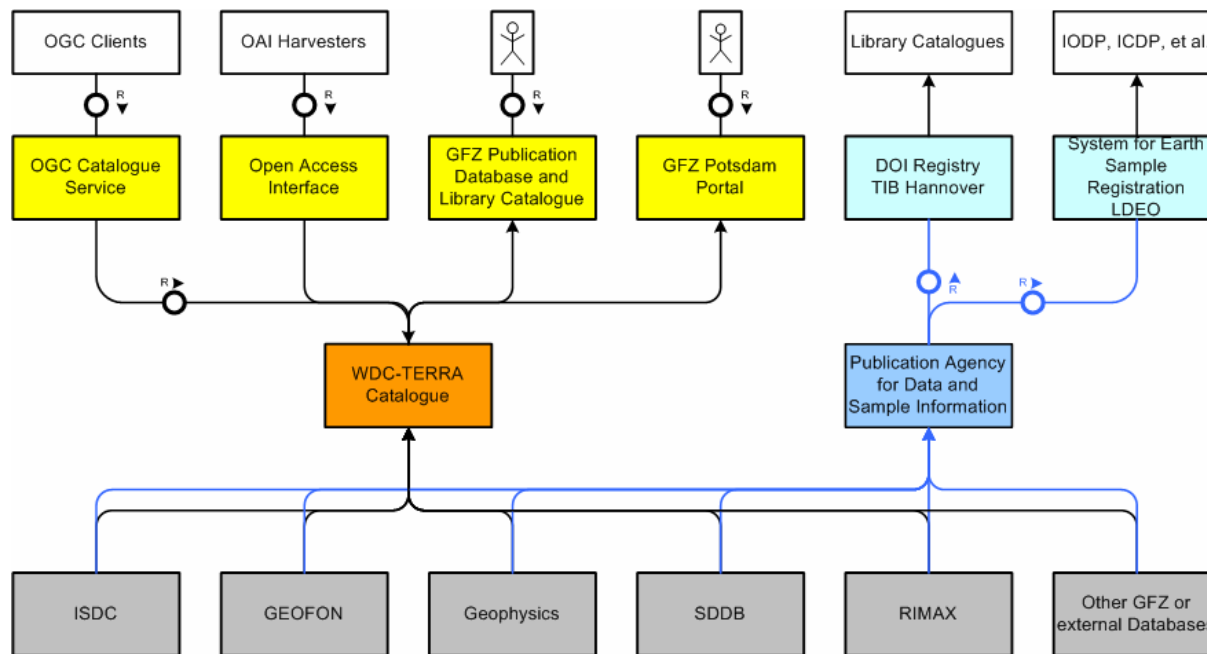 OGC Clients
OAI Harvesters
Library Catalogues
IODP, ICDP, et al.
R
R
R
R
OGC Catalogue
Service
Open Access
Interface
GFZ Publication
Database and
Library Catalogue
GFZ Potsdam
Portal
DOI Registry
TIB Hannover
System for Earth
Sample
Registration
LDEO
R
R
R
WDC-TERRA
Catalogue
Publication Agency
for Data and
Sample Information
ISDC
GEOFON
Geophysics
SDDB
RIMAX
Other GFZ or
external Databases